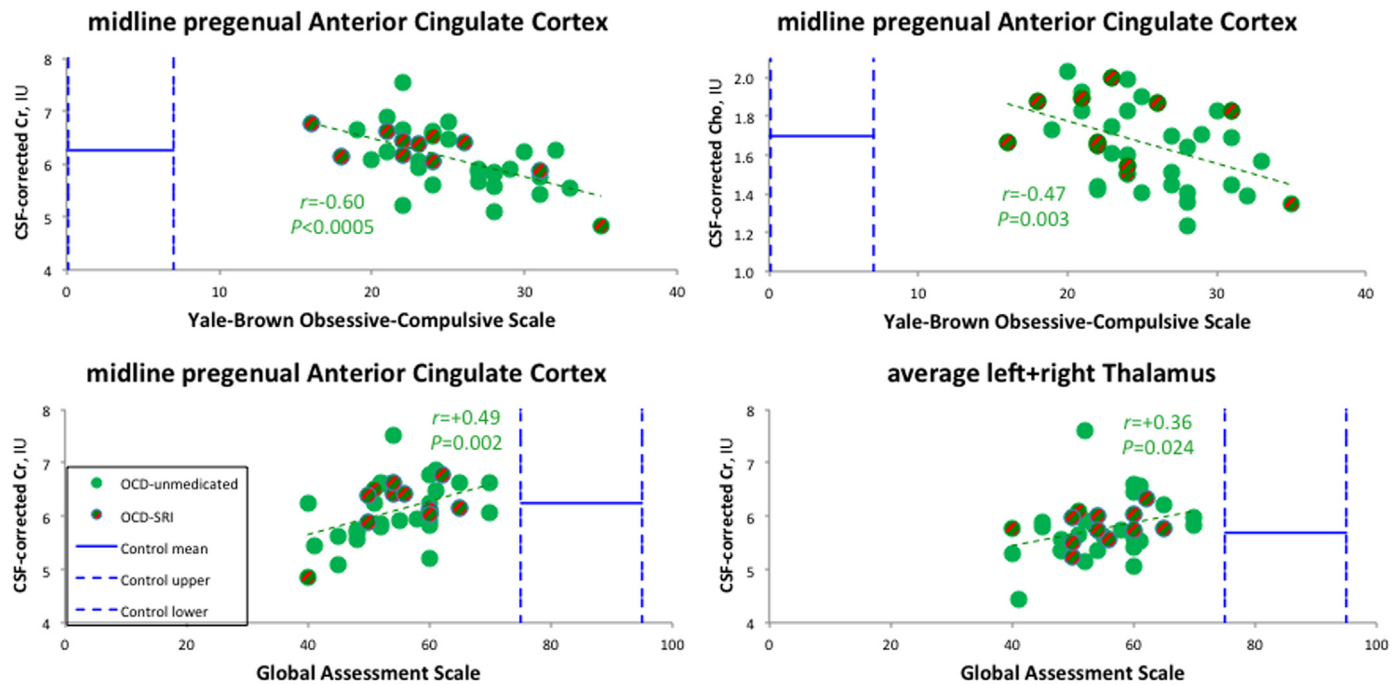 midline pregenual Anterior Cingulate Cortex
CSF-corrected Cr, IU
8
7
6
5
4
r=-0.60
P<0.0005
0
10
20
30
40
Yale-Brown Obsessive-Compulsive Scale
midline pregenual Anterior Cingulate Cortex
CSF-corrected Cho, IU
2.0
1.8
1.6
1.4
1.2
1.0
r=-0.47
P=0.003
0
10
20
30
40
Yale-Brown Obsessive-Compulsive Scale
midline pregenual Anterior Cingulate Cortex
CSF-corrected Cr, IU
8
7
6
5
4
r=+0.49
P=0.002
OCD-unmedicated
OCD-SRI
Control mean
Control upper
Control lower
0
20
40
60
80
100
Global Assessment Scale
average left+right Thalamus
CSF-corrected Cr, IU
8
7
6
5
4
r=+0.36
P=0.024
0
20
40
60
80
100
Global Assessment Scale